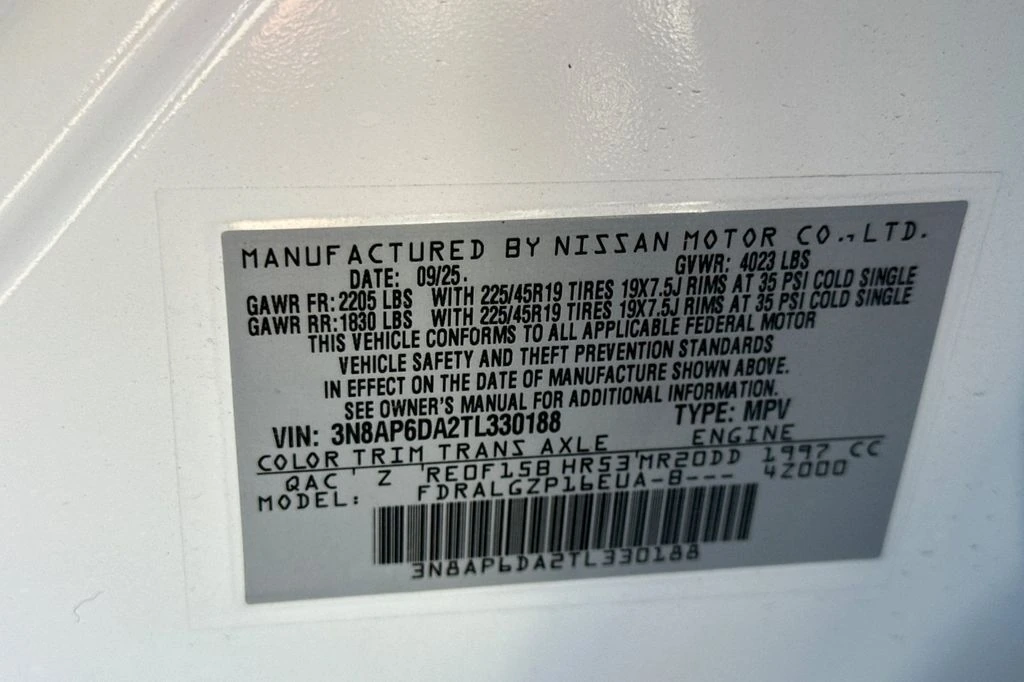 MANUFACTURED BY NISSAN MOTOR CO., LTD.
DATE: 09/25. GVWR: 4023 LBS
GAWR FR: 2205 LBS WITH 225/45R19 TIRES 19X7.5J RIMS AT 35 PSI COLD SINGLE
GAWR RR: 1830 LBS WITH 225/45R19 TIRES 19X7.5J RIMS AT 35 PSI COLD SINGLE
THIS VEHICLE CONFORMS TO ALL APPLICABLE FEDERAL MOTOR
VEHICLE SAFETY AND THEFT PREVENTION STANDARDS
IN EFFECT ON THE DATE OF MANUFACTURE SHOWN ABOVE.
SEE OWNER'S MANUAL FOR ADDITIONAL INFORMATION.
VIN: 3N8AP6DA2TL330188 TYPE: MPV
COLOR TRIM TRANS AXLE ENGINE
QAC ' Z 'RE0F15B HR53'MR20DD 1997 CC
MODEL: FDRALGZP16EUA-B--- 4Z000
3N8AP6DA2TL330188